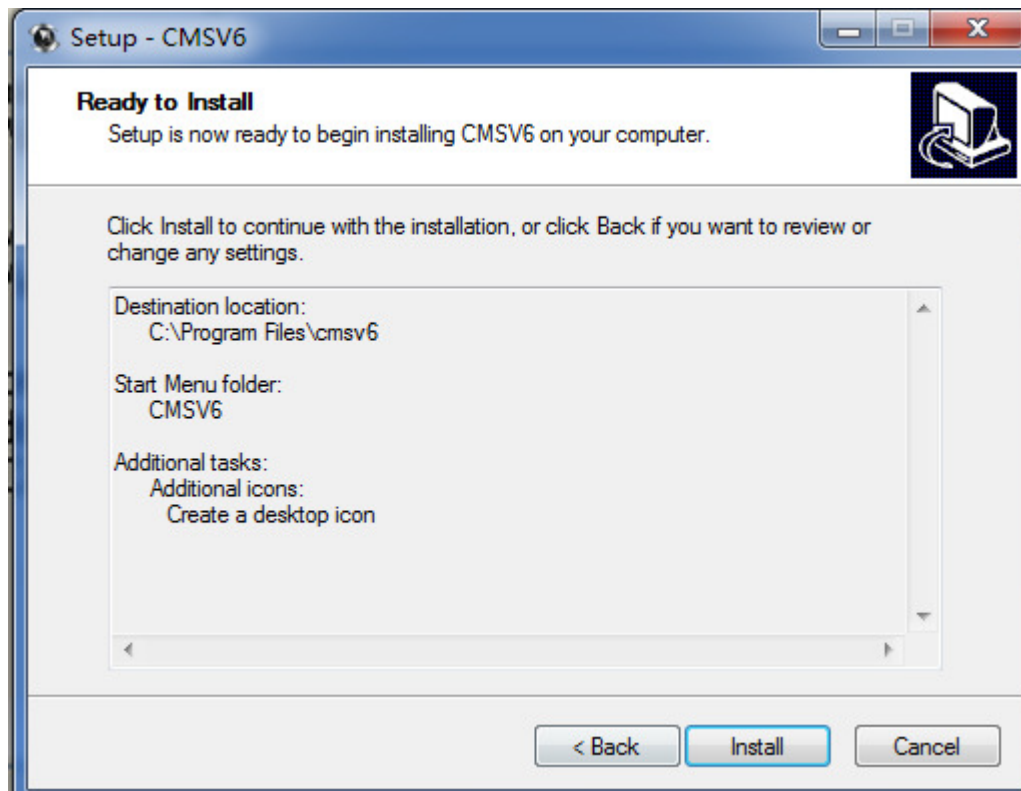 Setup - CMSV6
Ready to Install
Setup is now ready to begin installing CMSV6 on your computer.
Click Install to continue with the installation, or click Back if you want to review or
change any settings.
Destination location:
C:\Program Files\cmsv6
Start Menu folder:
CMSV6
Additional tasks:
Additional icons:
Create a desktop icon
< Back
Install
Cancel